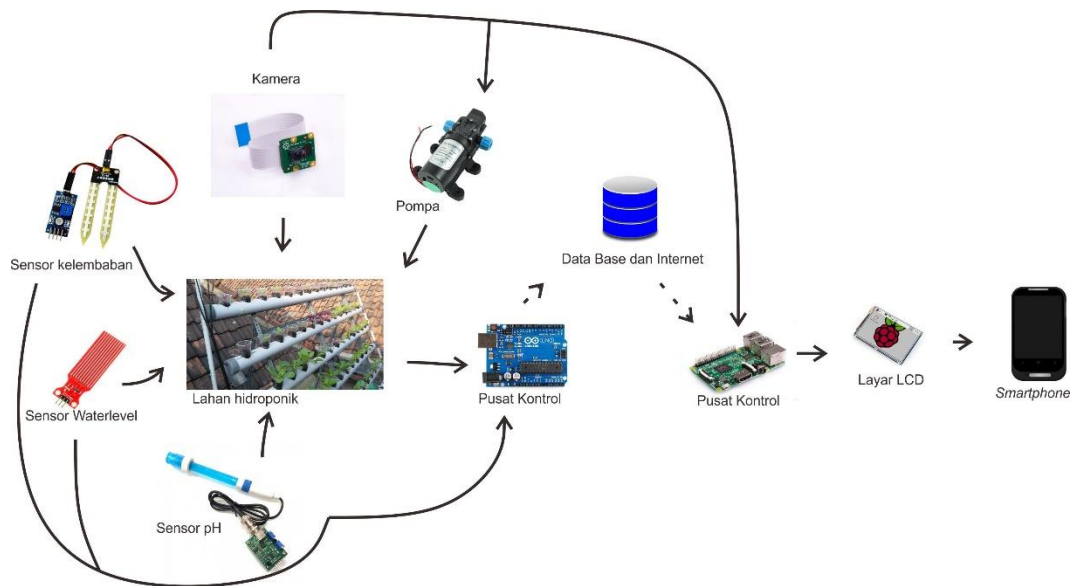 Kamera
Pompa
Sensor kelembaban
Data Base dan Internet
Sensor Waterlevel
Lahan hidroponik
Pusat Kontrol
Pusat Kontrol
Layar LCD
Smartphone
Sensor pH